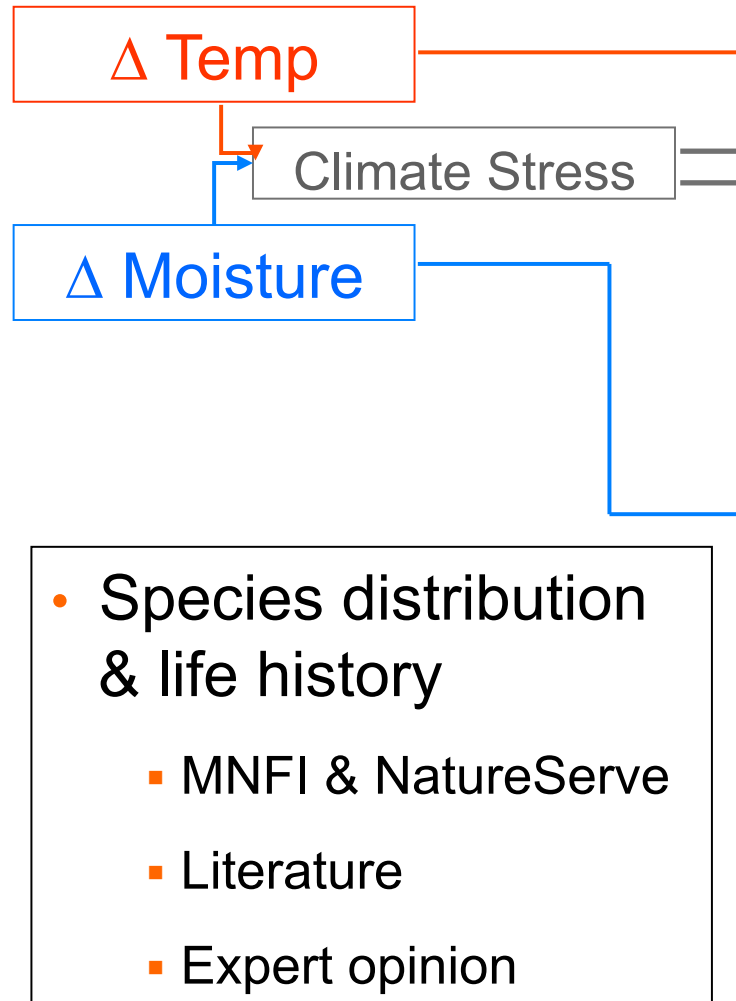 ∆ Temp
Climate Stress
∆ Moisture
• Species distribution
& life history
▪ MNFI & NatureServe
▪ Literature
▪ Expert opinion